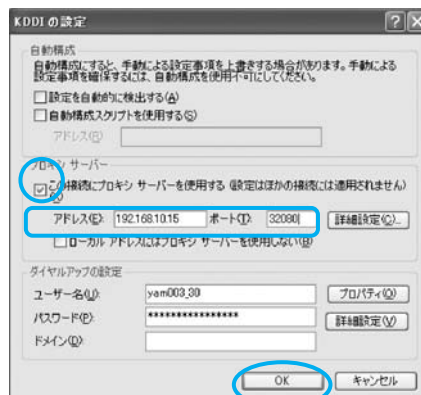 KDDI の設定
自動構成
自動構成にすると、手動による設定事項を上書きする場合があります。手動による
設定事項を確保するには、自動構成を使用不可にしてください。
設定を自動的に検出する(A)
自動構成スクリプトを使用する(S)
アドレス(R)
プロキシ サーバー
この接続にプロキシ サーバーを使用する (設定はほかの接続には適用されません)
(X)
アドレス(E): 192.168.10.15 ポート(T): 32080 詳細設定(C)...
ローカル アドレスにはプロキシ サーバーを使用しない(B)
ダイヤルアップの設定
ユーザー名(U): yam003_30 プロパティ(O)
パスワード(P): **************** 詳細設定(V)
ドメイン(D):
OK キャンセル